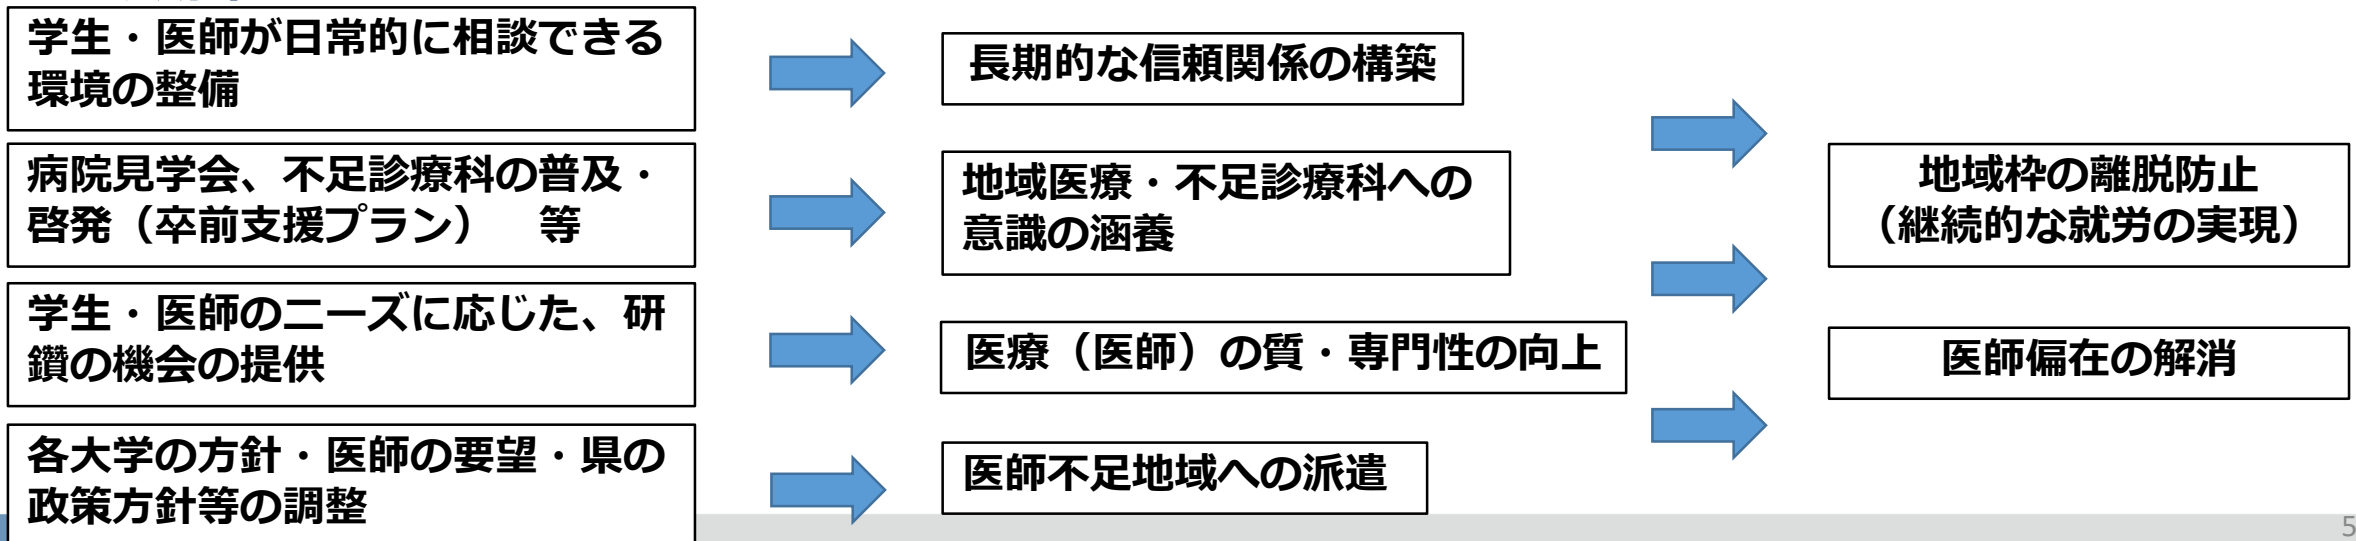 学生・医師が日常的に相談できる
環境の整備
長期的な信頼関係の構築
病院見学会、不足診療科の普及・
啓発（卒前支援プラン）　等
地域医療・不足診療科への
意識の涵養
学生・医師のニーズに応じた、研
鑽の機会の提供
医療（医師）の質・専門性の向上
各大学の方針・医師の要望・県の
政策方針等の調整
医師不足地域への派遣
地域枠の離脱防止
（継続的な就労の実現）
医師偏在の解消
5